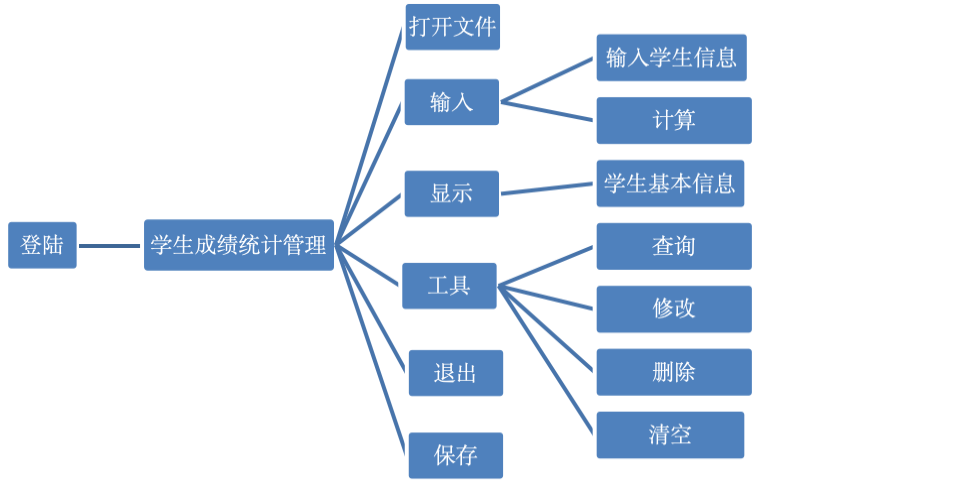 登陆
学生成绩统计管理
打开文件
输入
输入学生信息
计算
显示
学生基本信息
工具
查询
修改
删除
清空
退出
保存